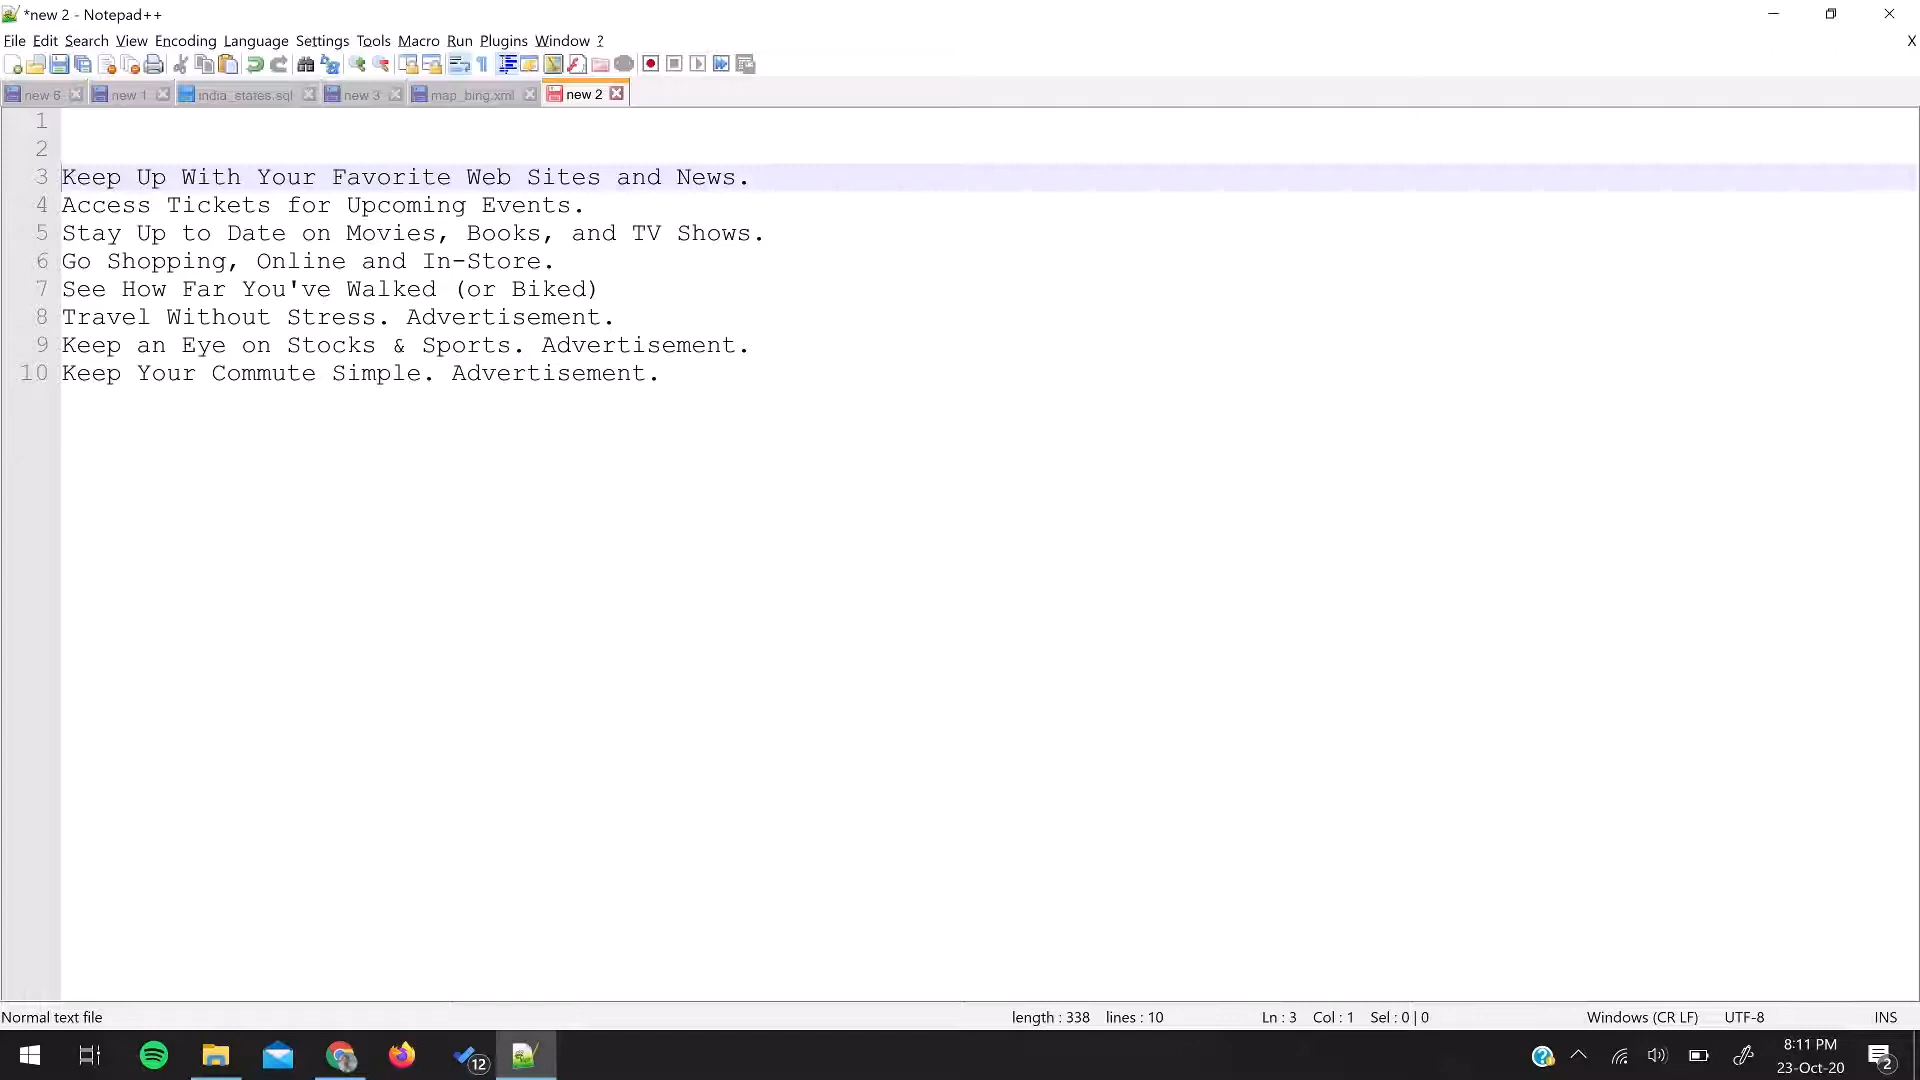 *new 2 - Notepad++
File Edit Search View Encoding Language Settings Tools Macro Run Plugins Window ? X
new 6 new 1 india_states.sql new 3 map_bing.xml new 2
1
2
3 Keep Up With Your Favorite Web Sites and News.
4 Access Tickets for Upcoming Events.
5 Stay Up to Date on Movies, Books, and TV Shows.
6 Go Shopping, Online and In-Store.
7 See How Far You've Walked (or Biked)
8 Travel Without Stress. Advertisement.
9 Keep an Eye on Stocks & Sports. Advertisement.
10 Keep Your Commute Simple. Advertisement.
Normal text file length : 338 lines : 10 Ln : 3 Col : 1 Sel : 0 | 0 Windows (CR LF) UTF-8 INS
12 8:11 PM
23-Oct-20 2